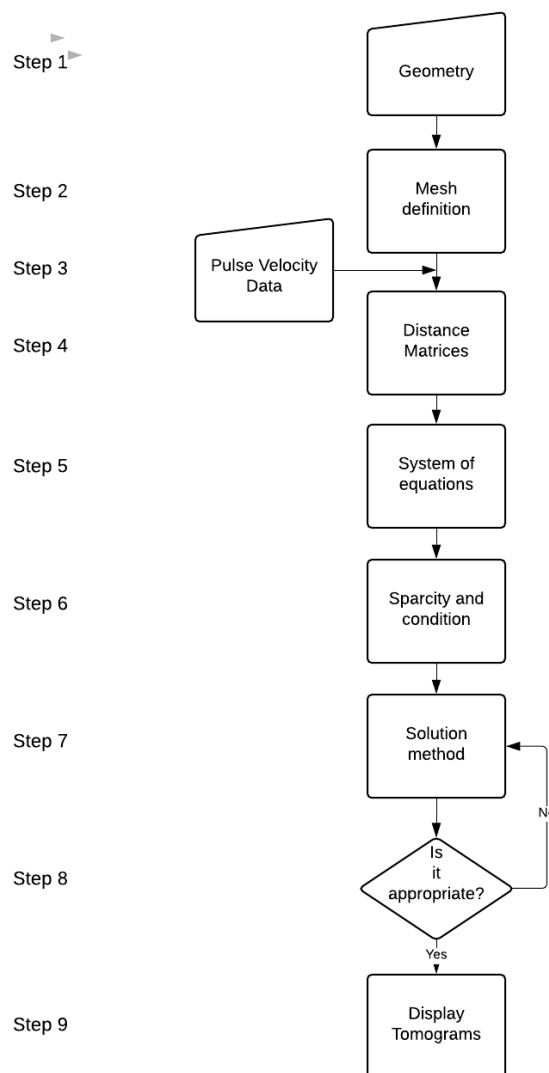 Step 1
Geometry
Step 2
Mesh
definition
Step 3
Pulse Velocity
Data
Step 4
Distance
Matrices
Step 5
System of
equations
Step 6
Sparcity and
condition
Step 7
Solution
method
Step 8
Is
it
appropriate?
Yes
Step 9
Display
Tomograms